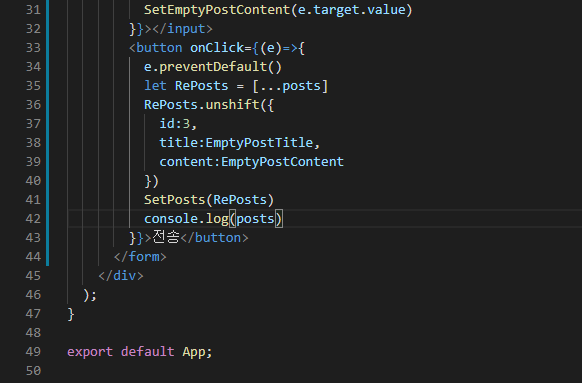 31 SetEmptyPostContent(e.target.value)
32 }}></input>
33 <button onClick={(e)=>{
34 e.preventDefault()
35 let RePosts = [...posts]
36 RePosts.unshift({
37 id:3,
38 title:EmptyPostTitle,
39 content:EmptyPostContent
40 })
41 SetPosts(RePosts)
42 console.log(posts)
43 }}>전송</button>
44 </form>
45 </div>
46 );
47 }
48
49 export default App;
50